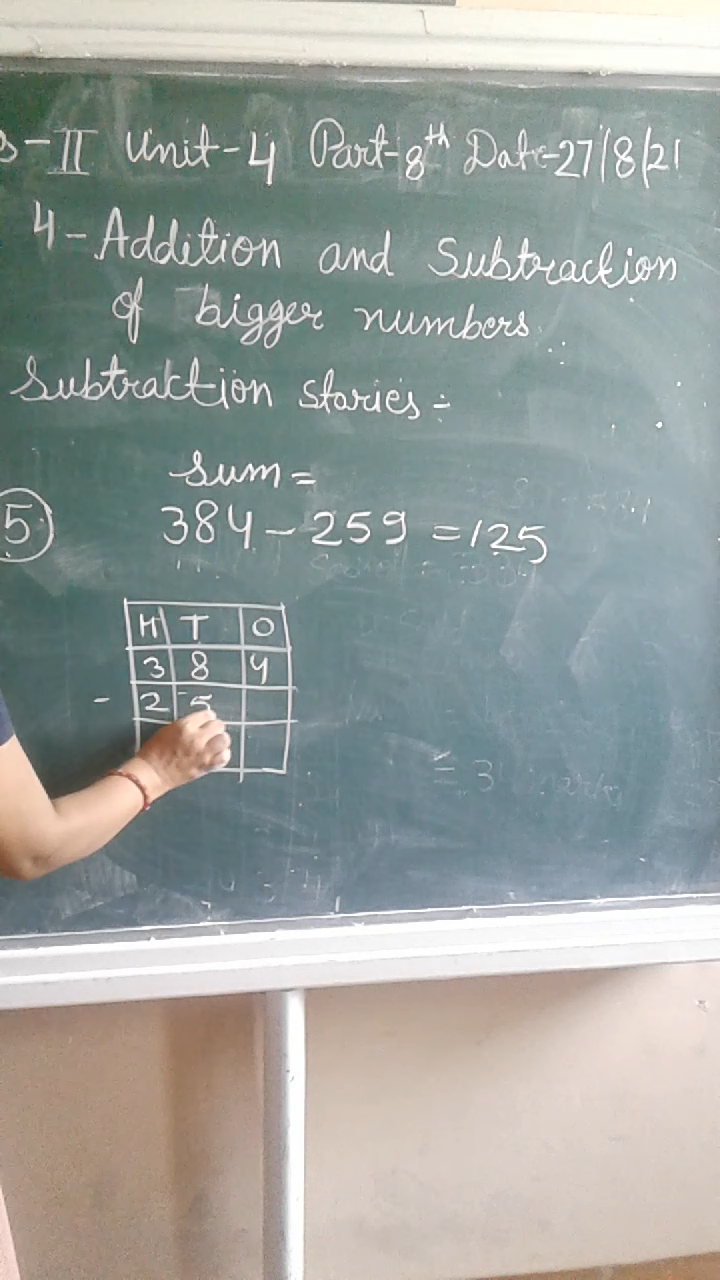 -II Unit-4 Part-8th Date-27/8/21
4-Addition and Subtraction
of bigger numbers
Subtraction stories=
Sum=
5 384-259=125
H T O
3 8 4
- 2 5
= 3